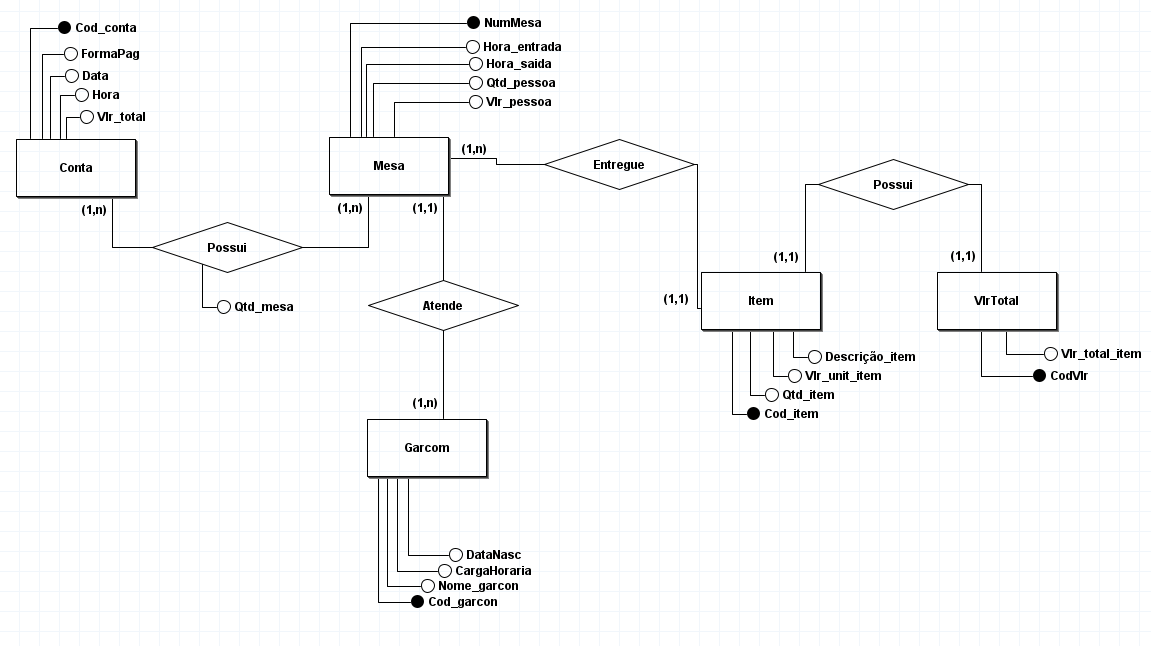 Cod_conta
FormaPag
Data
Hora
Vlr_total
Conta
(1,n)
Possui
Qtd_mesa
NumMesa
Hora_entrada
Hora_saida
Qtd_pessoa
Vlr_pessoa
Mesa
(1,n)
(1,n)
(1,1)
Entregue
Atende
(1,n)
Garcom
DataNasc
CargaHoraria
Nome_garcon
Cod_garcon
Possui
(1,1)
(1,1)
(1,1)
Item
VlrTotal
Descrição_item
Vlr_unit_item
Qtd_item
Cod_item
Vlr_total_item
CodVlr